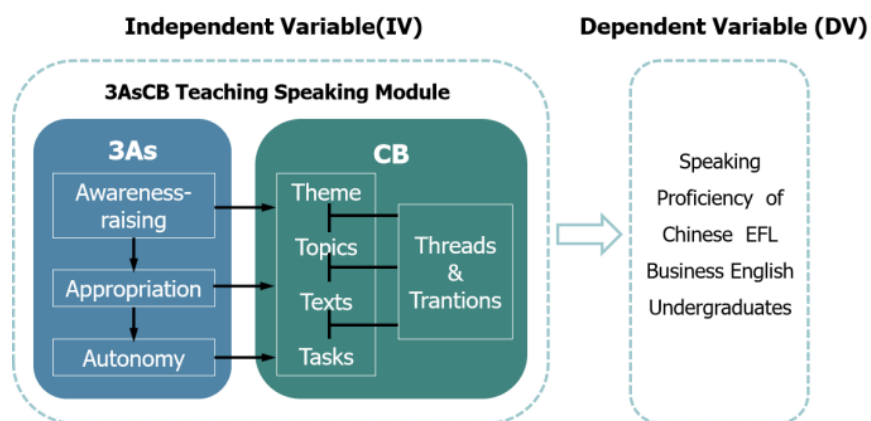 Independent Variable(IV)
Dependent Variable (DV)
3AsCB Teaching Speaking Module
3As
Awareness-
raising
Appropriation
Autonomy
CB
Theme
Topics
Texts
Tasks
Threads
&
Trantions
Speaking
Proficiency of
Chinese EFL
Business English
Undergraduates